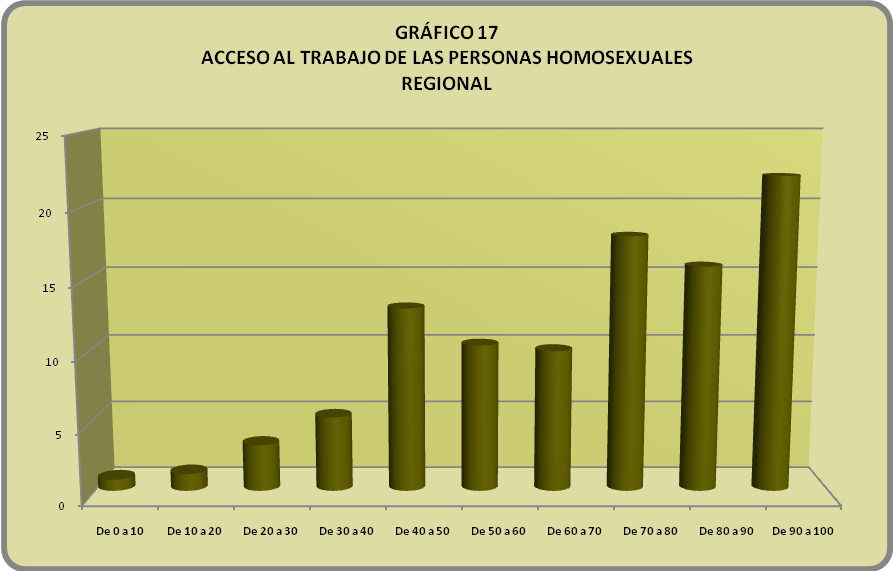 GRÁFICO 17
ACCESO AL TRABAJO DE LAS PERSONAS HOMOSEXUALES
REGIONAL
25
20
15
10
5
0
De 0 a 10 De 10 a 20 De 20 a 30 De 30 a 40 De 40 a 50 De 50 a 60 De 60 a 70 De 70 a 80 De 80 a 90 De 90 a 100